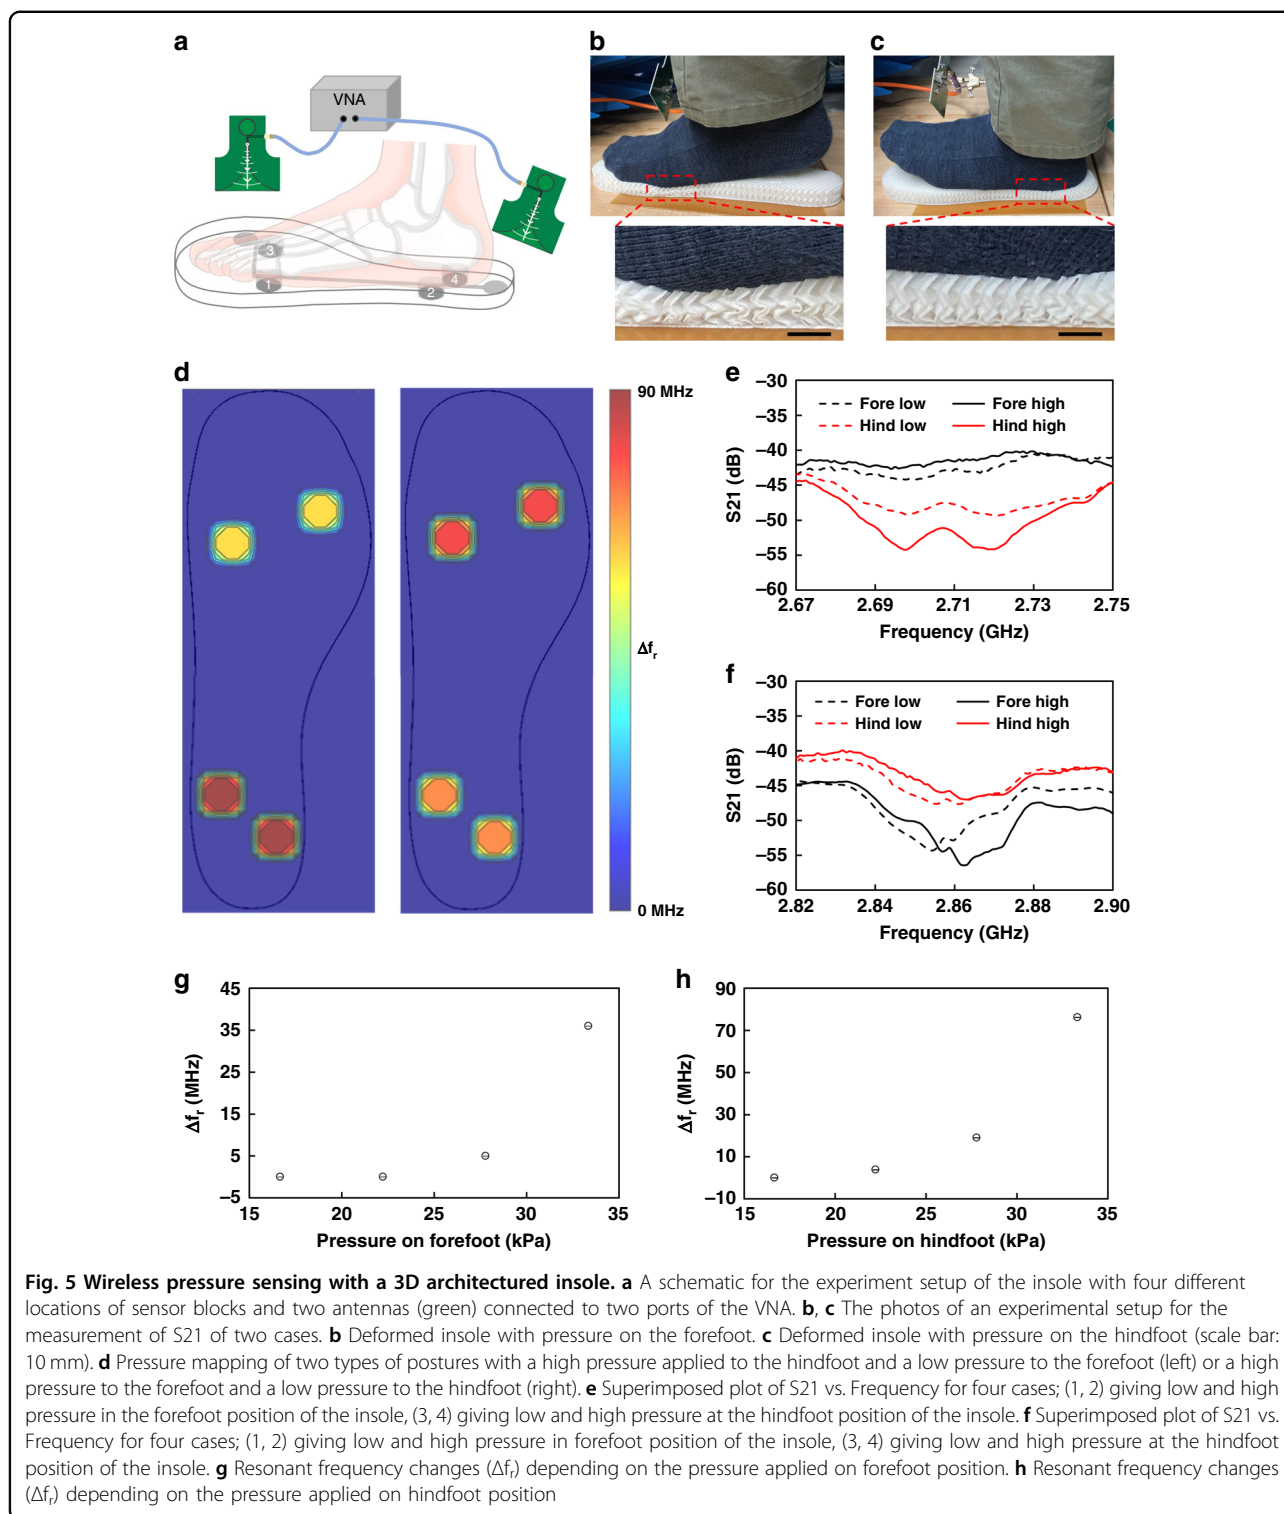 a
VNA
3
1
4
2
b
c
d
90 MHz
Δfr
0 MHz
e
−30
−35
−40
−45
−50
−55
−60
S21 (dB)
Fore low
Fore high
Hind low
Hind high
2.67
2.69
2.71
2.73
2.75
Frequency (GHz)
f
−30
−35
−40
−45
−50
−55
−60
S21 (dB)
Fore low
Fore high
Hind low
Hind high
2.82
2.84
2.86
2.88
2.90
Frequency (GHz)
g
45
35
25
15
5
−5
Δfr (MHz)
15
20
25
30
35
Pressure on forefoot (kPa)
h
90
70
50
30
10
−10
Δfr (MHz)
15
20
25
30
35
Pressure on hindfoot (kPa)
Fig. 5 Wireless pressure sensing with a 3D architectured insole. a A schematic for the experiment setup of the insole with four different
locations of sensor blocks and two antennas (green) connected to two ports of the VNA. b, c The photos of an experimental setup for the
measurement of S21 of two cases. b Deformed insole with pressure on the forefoot. c Deformed insole with pressure on the hindfoot (scale bar:
10 mm). d Pressure mapping of two types of postures with a high pressure applied to the hindfoot and a low pressure to the forefoot (left) or a high
pressure to the forefoot and a low pressure to the hindfoot (right). e Superimposed plot of S21 vs. Frequency for four cases; (1, 2) giving low and high
pressure in the forefoot position of the insole, (3, 4) giving low and high pressure at the hindfoot position of the insole. f Superimposed plot of S21 vs.
Frequency for four cases; (1, 2) giving low and high pressure in forefoot position of the insole, (3, 4) giving low and high pressure at the hindfoot
position of the insole. g Resonant frequency changes (Δfr) depending on the pressure applied on forefoot position. h Resonant frequency changes
(Δfr) depending on the pressure applied on hindfoot position